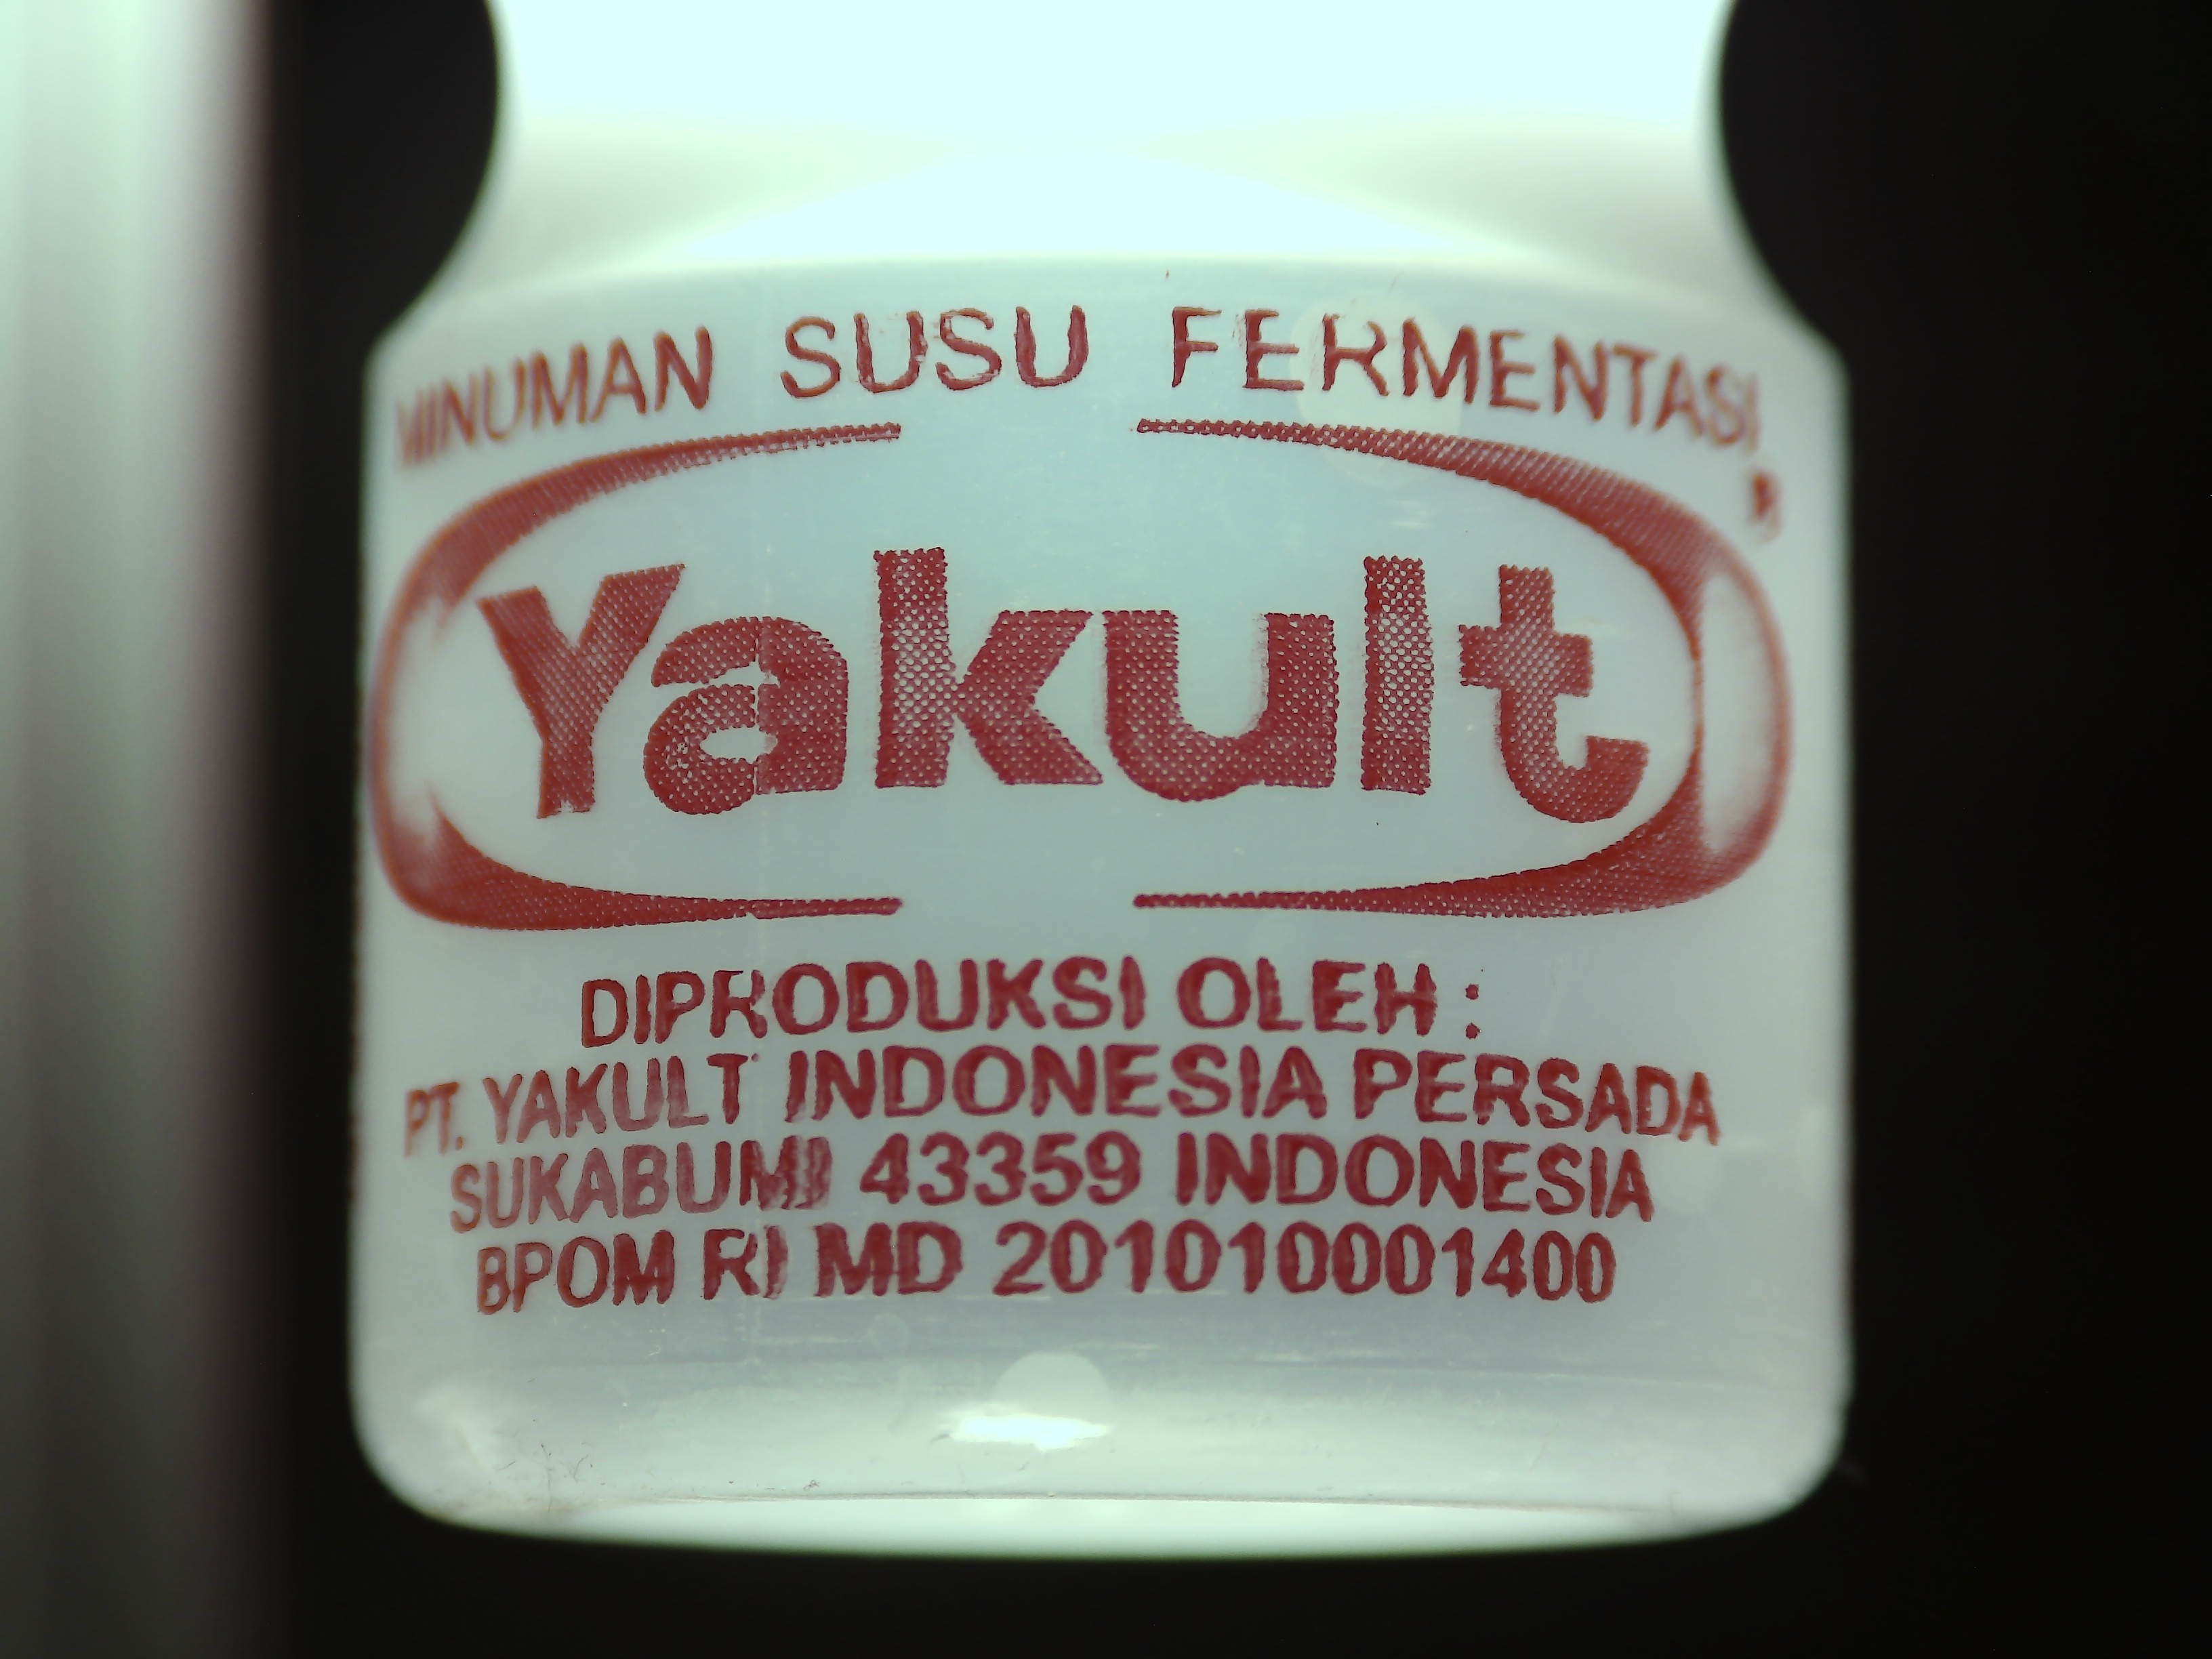 MINUMAN SUSU FERMENTASI
Yakult
DIPRODUKSI OLEH :
PT. YAKULT INDONESIA PERSADA
SUKABUMI 43359 INDONESIA
BPOM RI MD 201010001400